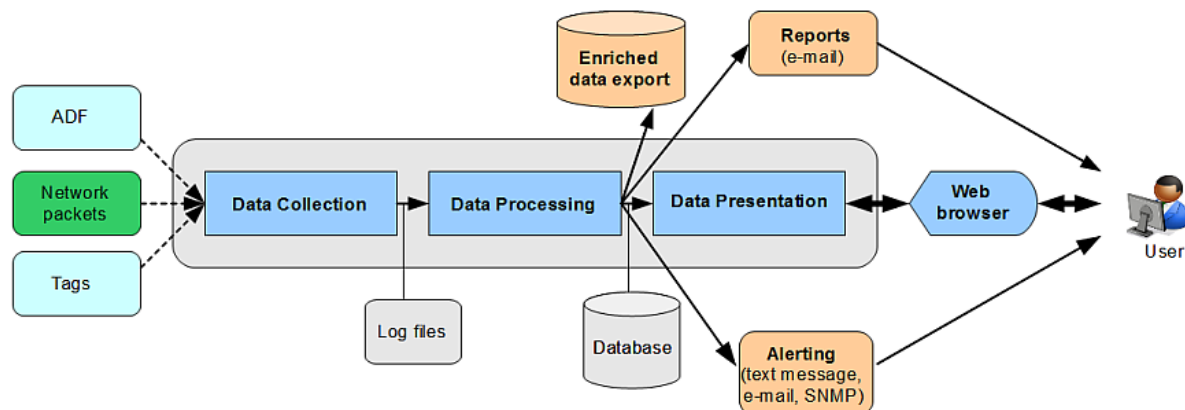 ADF
Network
packets
Tags
Data Collection
Log files
Data Processing
Enriched
data export
Database
Data Presentation
Reports
(e-mail)
Alerting
(text message,
e-mail, SNMP)
Web
browser
User